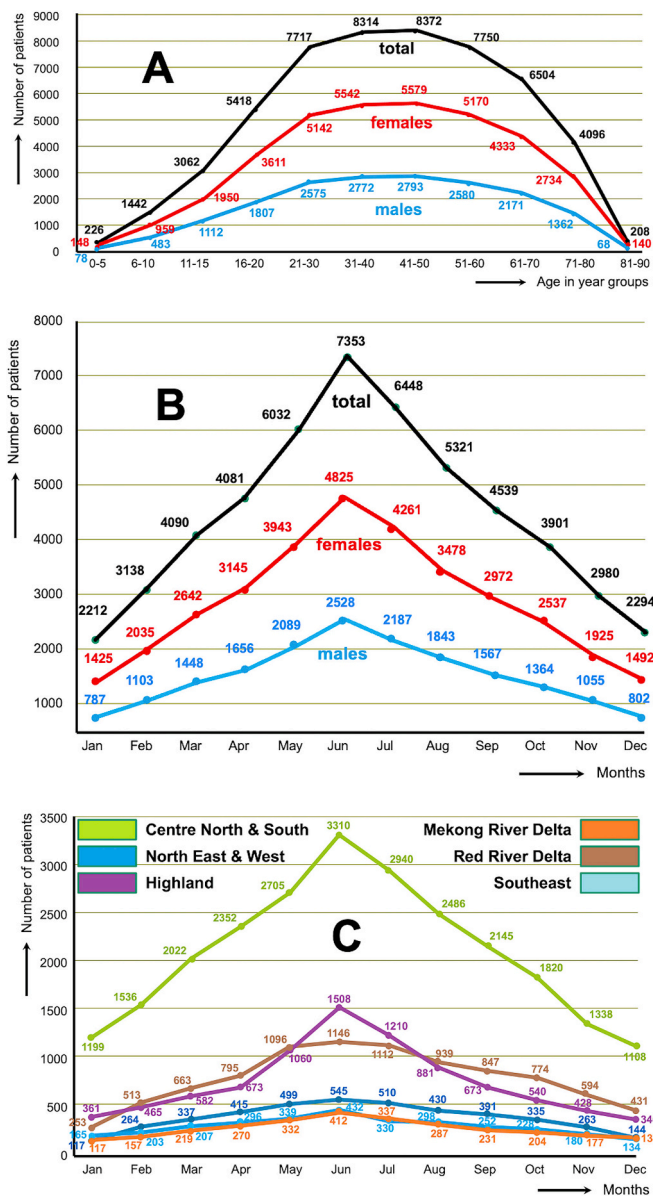 9000
8000
7000
6000
5000
4000
3000
2000
1000
0
Number of patients
A
total
females
males
226 1442 3062 5418 7717 8314 8372 7750 6504 4096 208
148 959 1950 3611 5142 5542 5579 5170 4333 2734 140
78 483 1112 1807 2575 2772 2793 2580 2171 1362 68
0-5 6-10 11-15 16-20 21-30 31-40 41-50 51-60 61-70 71-80 81-90
Age in year groups
8000
7000
6000
5000
4000
3000
2000
1000
Number of patients
B
total
females
males
2212 3138 4090 4081 6032 7353 6448 5321 4539 3901 2980 2294
1425 2035 2642 3145 3943 4825 4261 3478 2972 2537 1925 1492
787 1103 1448 1656 2089 2528 2187 1843 1567 1364 1055 802
Jan Feb Mar Apr May Jun Jul Aug Sep Oct Nov Dec
Months
3500
3000
2500
2000
1500
1000
500
0
Number of patients
Centre North & South
North East & West
Highland
Mekong River Delta
Red River Delta
Southeast
C
1199 1536 2022 2352 2705 3310 2940 2486 2145 1820 1338 1108
361 465 582 673 1060 1508 1210 881 673 540 428 34
513 663 795 1096 1146 1112 939 847 774 594 431
165 264 337 415 499 545 510 430 391 335 263 144
117 203 207 296 339 432 330 298 252 228 180 134
117 157 219 270 332 412 337 287 231 204 177 13
Jan Feb Mar Apr May Jun Jul Aug Sep Oct Nov Dec
Months